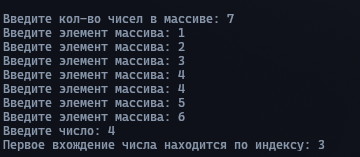 Введите кол-во чисел в массиве: 7
Введите элемент массива: 1
Введите элемент массива: 2
Введите элемент массива: 3
Введите элемент массива: 4
Введите элемент массива: 4
Введите элемент массива: 5
Введите элемент массива: 6
Введите число: 4
Первое вхождение числа находится по индексу: 3